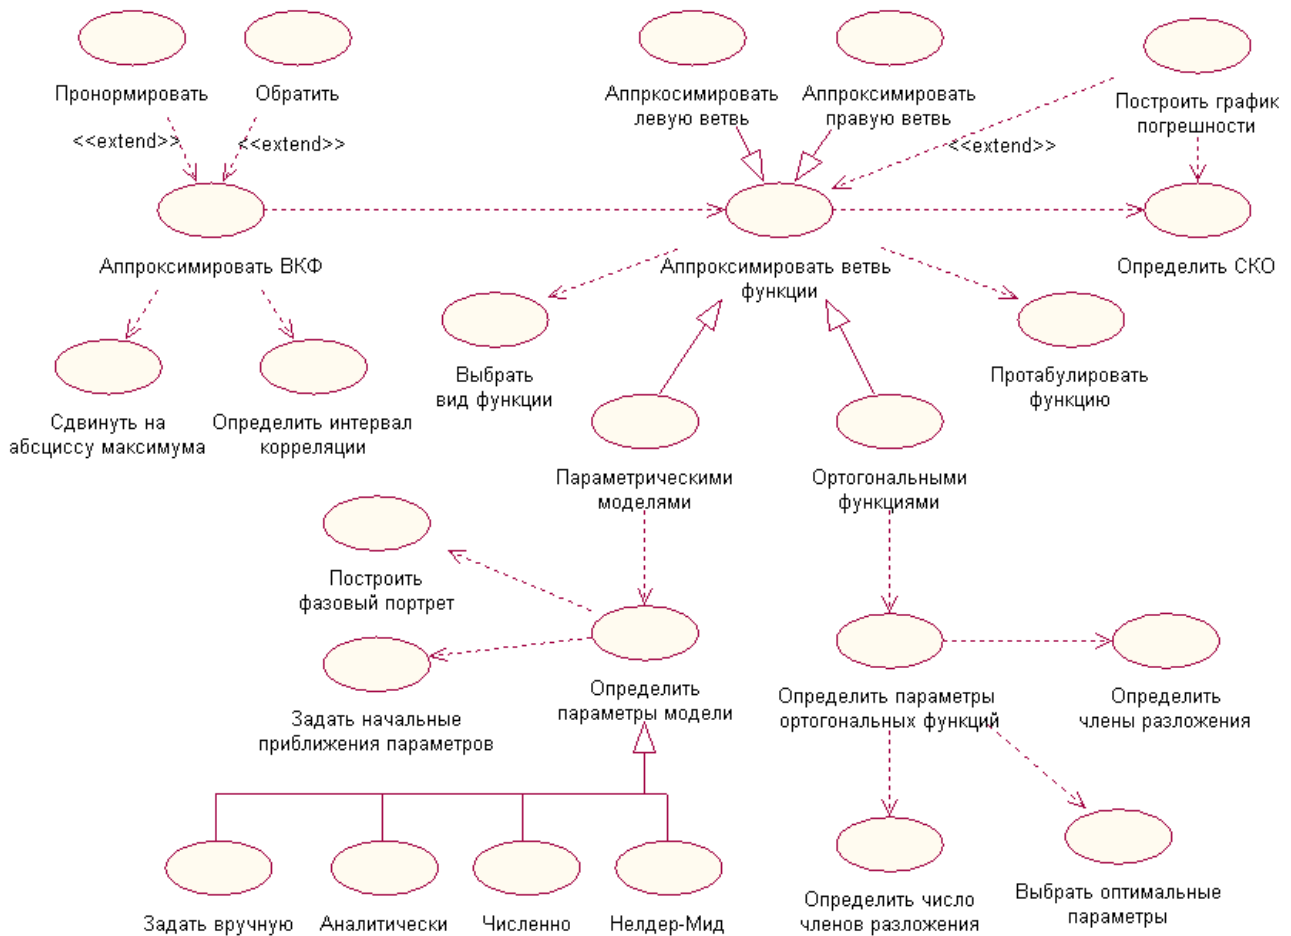 Пронормировать
Обратить
<<extend>>
<<extend>>
Аппркосимировать
левую ветвь
Аппроксимировать
правую ветвь
<<extend>>
Построить график
погрешности
Аппроксимировать ВКФ
Аппроксимировать ветвь
функции
Определить СКО
Выбрать
вид функции
Протабулировать
функцию
Сдвинуть на
абсциссу максимума
Определить интервал
корреляции
Параметрическими
моделями
Ортогональными
функциями
Построить
фазовый портрет
Задать начальные
приближения параметров
Определить
параметры модели
Определить параметры
ортогональных функций
Определить
члены разложения
Задать вручную
Аналитически
Численно
Нелдер-Мид
Определить число
членов разложения
Выбрать оптимальные
параметры